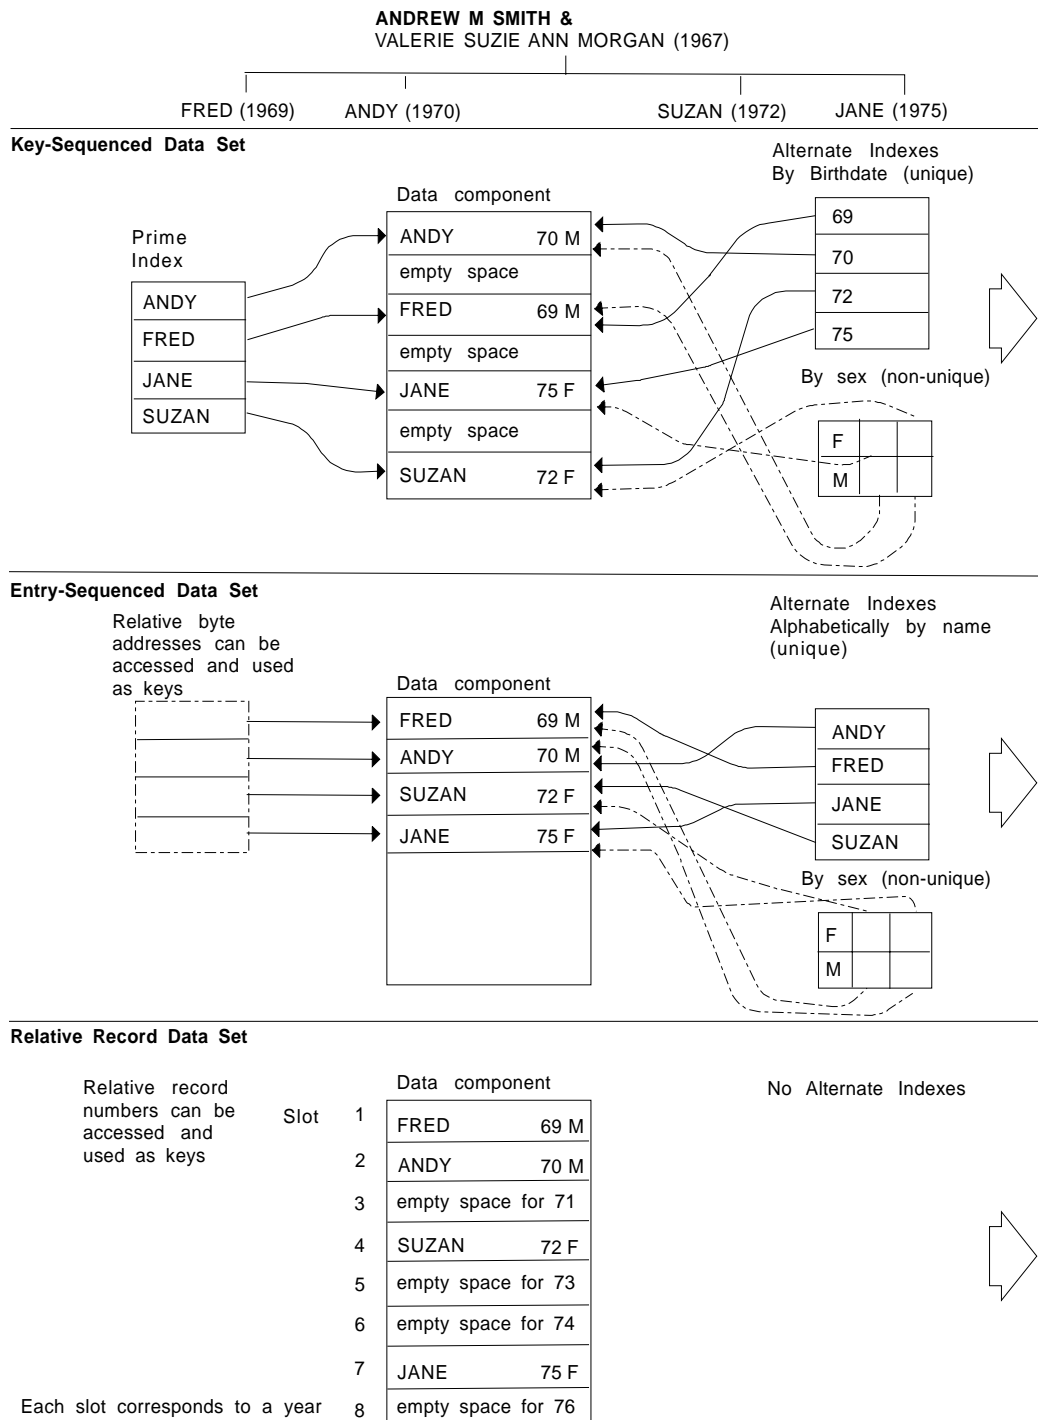 ANDREW M SMITH &
VALERIE SUZIE ANN MORGAN (1967)
FRED (1969) ANDY (1970) SUZAN (1972) JANE (1975)
Key-Sequenced Data Set
Alternate Indexes
By Birthdate (unique)
Prime
Index
ANDY
FRED
JANE
SUZAN
Data component
ANDY 70 M
empty space
FRED 69 M
empty space
JANE 75 F
empty space
SUZAN 72 F
69
70
72
75
By sex (non-unique)
F
M
Entry-Sequenced Data Set
Relative byte
addresses can be
accessed and used
as keys
Data component
FRED 69 M
ANDY 70 M
SUZAN 72 F
JANE 75 F
Alternate Indexes
Alphabetically by name
(unique)
ANDY
FRED
JANE
SUZAN
By sex (non-unique)
F
M
Relative Record Data Set
Relative record
numbers can be
accessed and
used as keys
Slot
Data component
No Alternate Indexes
1 FRED 69 M
2 ANDY 70 M
3 empty space for 71
4 SUZAN 72 F
5 empty space for 73
6 empty space for 74
7 JANE 75 F
Each slot corresponds to a year 8 empty space for 76